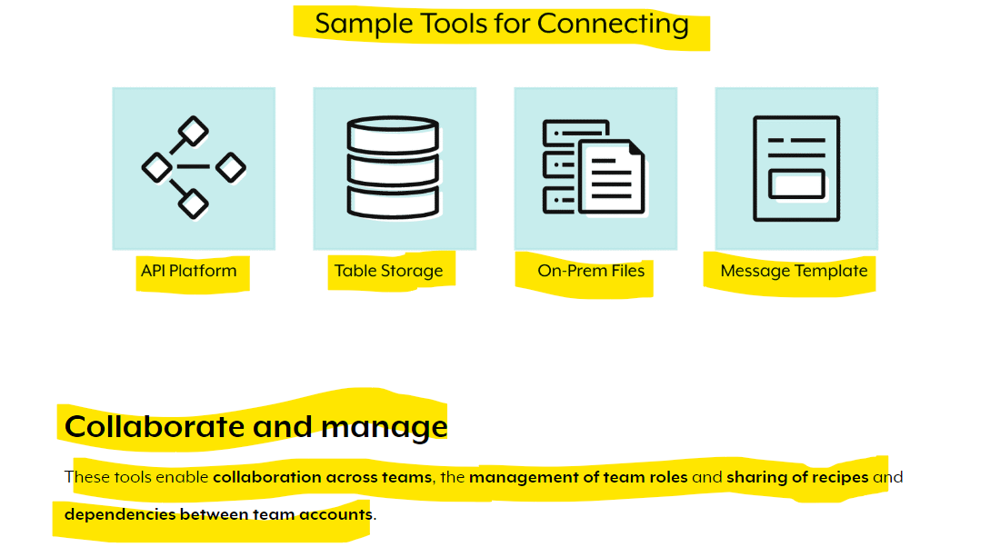 Sample Tools for Connecting
API Platform
Table Storage
On-Prem Files
Message Template
Collaborate and manage
These tools enable collaboration across teams, the management of team roles and sharing of recipes and
dependencies between team accounts.